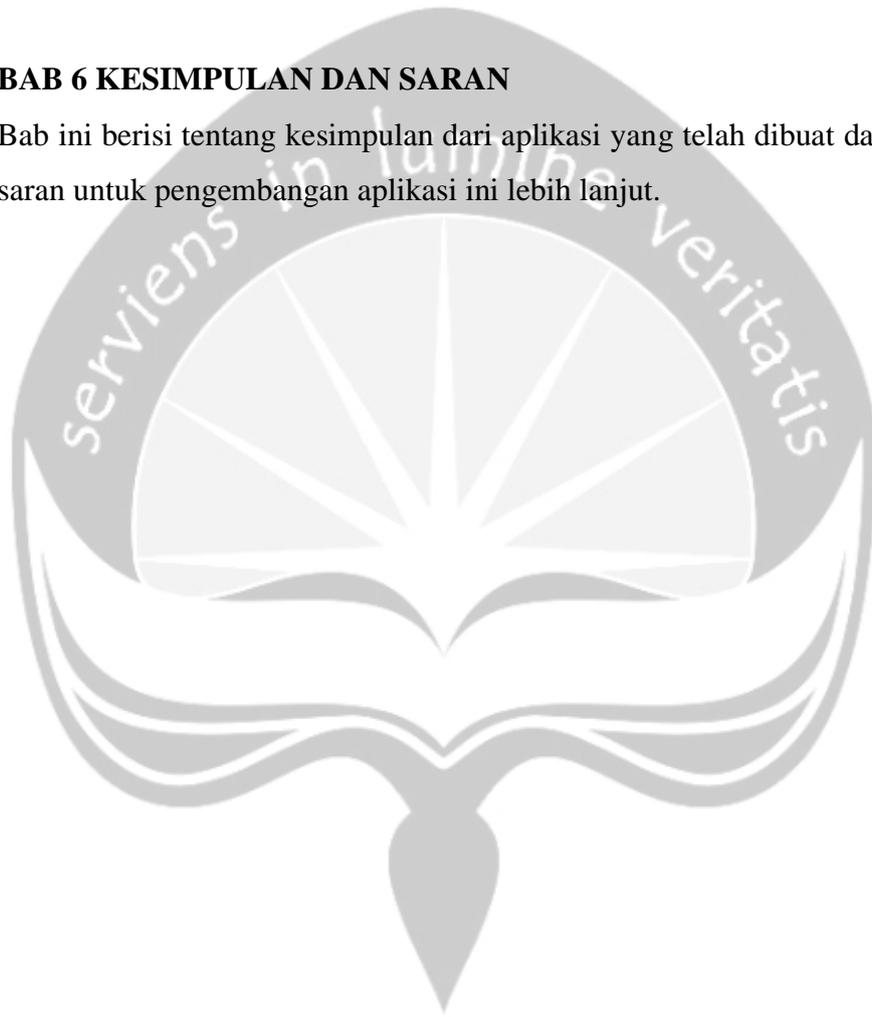 BAB 6 KESIMPULAN DAN SARAN
Bab ini berisi tentang kesimpulan dari aplikasi yang telah dibuat da
saran untuk pengembangan aplikasi ini lebih lanjut.
serviens in lumine veritatis